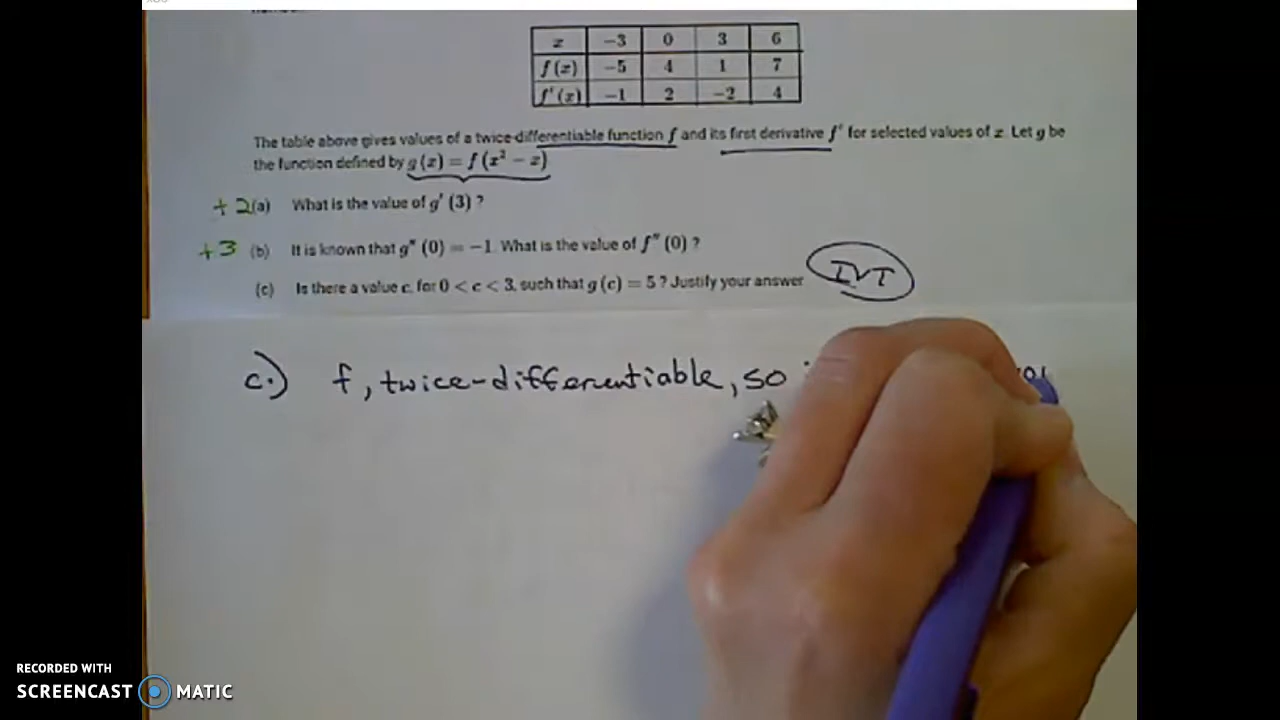 x -3 0 3 6
f(x) -5 4 1 7
f'(x) -1 2 -2 4
The table above gives values of a twice-differentiable function f and its first derivative f' for selected values of x. Let g be
the function defined by g(x) = f(x² − x)
+2 (a) What is the value of g'(3)?
+3 (b) It is known that g"(0) = −1. What is the value of f"(0)?
(c) Is there a value c, for 0 < c < 3, such that g(c) = 5? Justify your answer
IVT
c.) f, twice-differentiable, so
RECORDED WITH
SCREENCAST MATIC